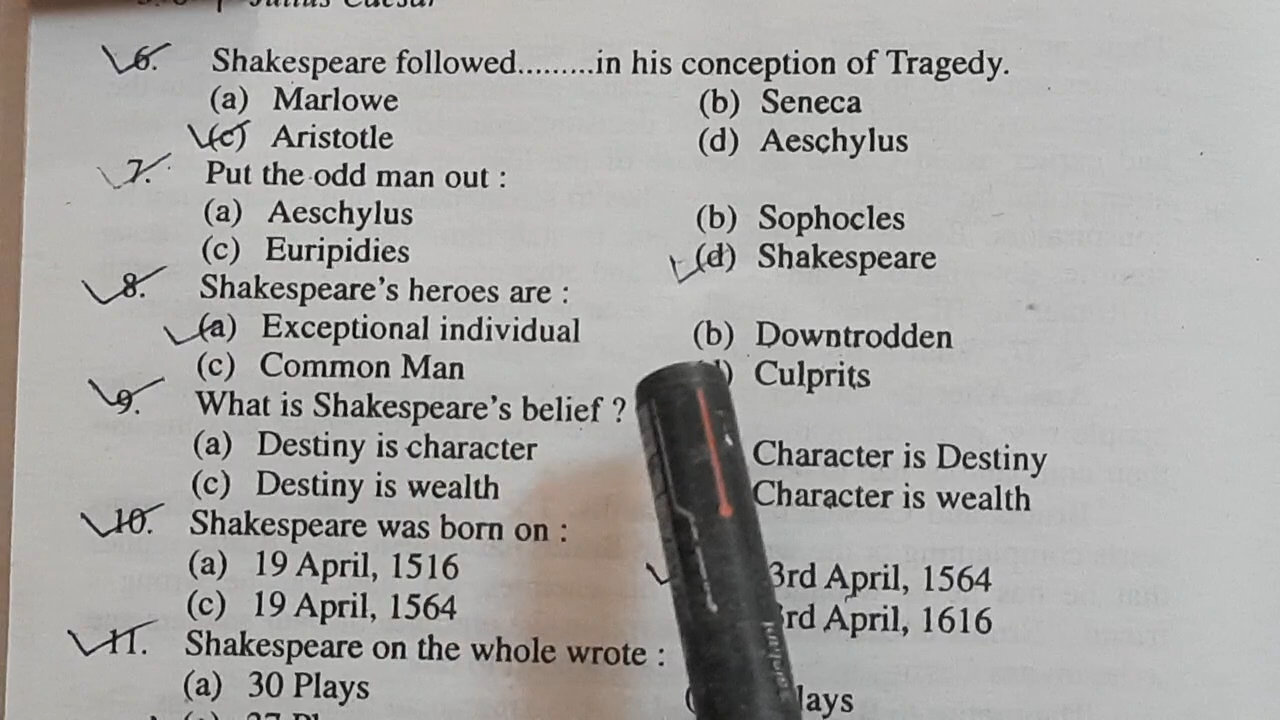 Julius Caesar
6. Shakespeare followed.........in his conception of Tragedy.
(a) Marlowe (b) Seneca
(c) Aristotle (d) Aeschylus
7. Put the odd man out :
(a) Aeschylus (b) Sophocles
(c) Euripidies (d) Shakespeare
8. Shakespeare's heroes are :
(a) Exceptional individual (b) Downtrodden
(c) Common Man Culprits
9. What is Shakespeare's belief ?
(a) Destiny is character Character is Destiny
(c) Destiny is wealth Character is wealth
10. Shakespeare was born on :
(a) 19 April, 1516 3rd April, 1564
(c) 19 April, 1564 3rd April, 1616
11. Shakespeare on the whole wrote :
(a) 30 Plays lays